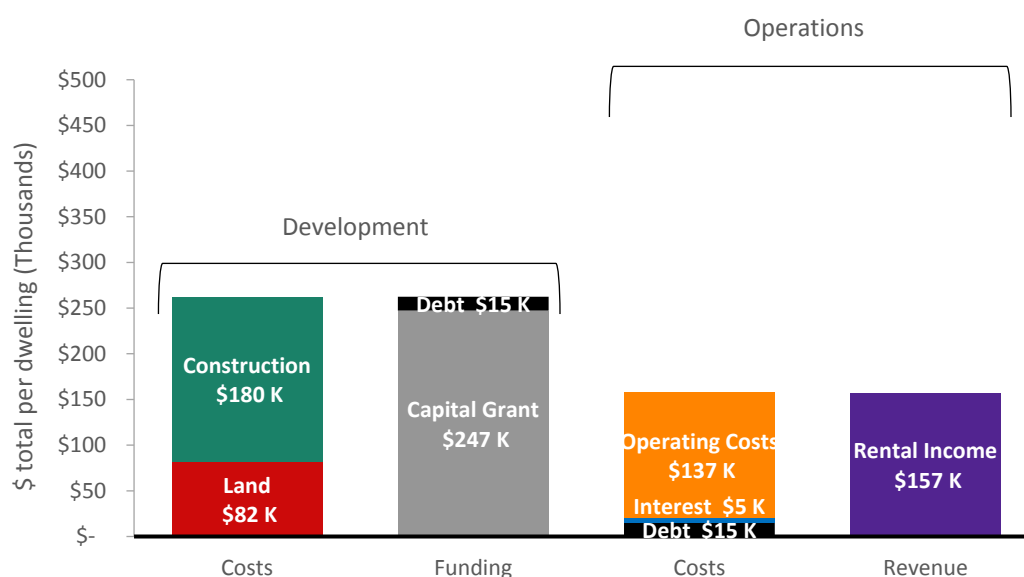 Operations
$500
$450
$400
$350
$300
$250
$200
$150
$100
$50
$-
$ total per dwelling (Thousands)
Development
Construction
$180 K
Land
$82 K
Debt  $15 K
Capital Grant
$247 K
Operating Costs
$137 K
Interest  $5 K
Debt  $15 K
Rental Income
$157 K
Costs
Funding
Costs
Revenue